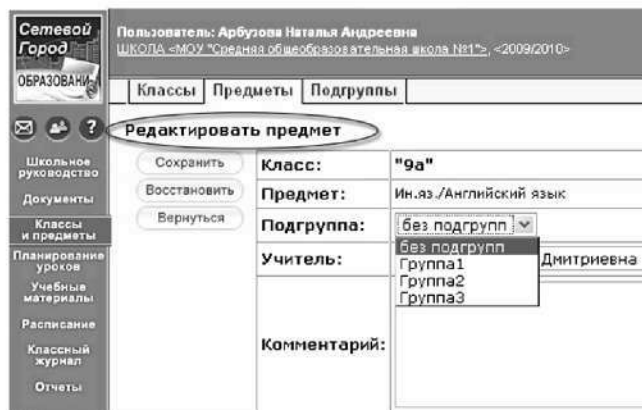 Сетевой
Город
ОБРАЗОВАНИ
Пользователь: Арбузова Наталья Андреевна
ШКОЛА <МОУ "Средняя общеобразовательная школа №1">, <2009/2010>
Классы Предметы Подгруппы
?
Редактировать предмет
Школьное
руководство
Документы
Классы
и предметы
Планирование
уроков
Учебные
материалы
Расписание
Классный
журнал
Отчеты
Сохранить
Восстановить
Вернуться
Класс: "9а"
Предмет: Ин.яз./Английский язык
Подгруппа: без подгрупп
без подгрупп
Группа1
Группа2
Группа3
Учитель: Дмитриевна
Комментарий: